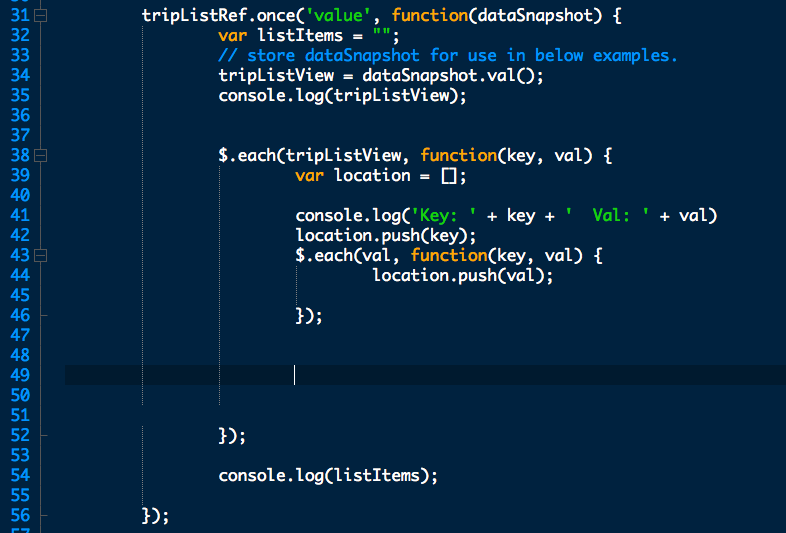 31 tripListRef.once('value', function(dataSnapshot) {
32 var listItems = "";
33 // store dataSnapshot for use in below examples.
34 tripListView = dataSnapshot.val();
35 console.log(tripListView);
36
37
38 $.each(tripListView, function(key, val) {
39 var location = [];
40
41 console.log('Key: ' + key + '  Val: ' + val)
42 location.push(key);
43 $.each(val, function(key, val) {
44 location.push(val);
45
46 });
47
48
49
50
51
52 });
53
54 console.log(listItems);
55
56 });